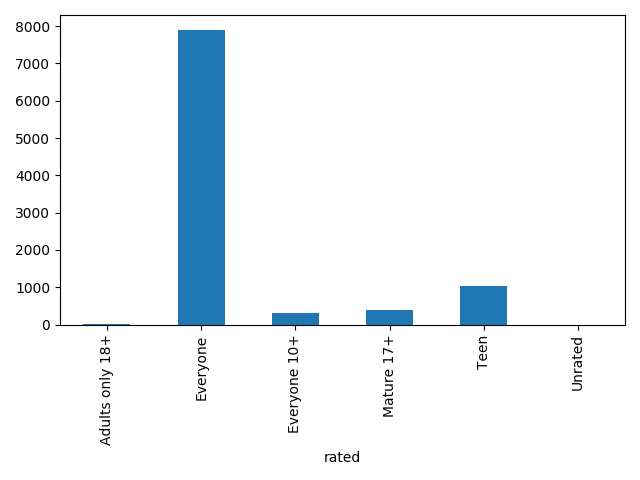 8000
7000
6000
5000
4000
3000
2000
1000
0
Adults only 18+
Everyone
Everyone 10+
Mature 17+
Teen
Unrated
rated